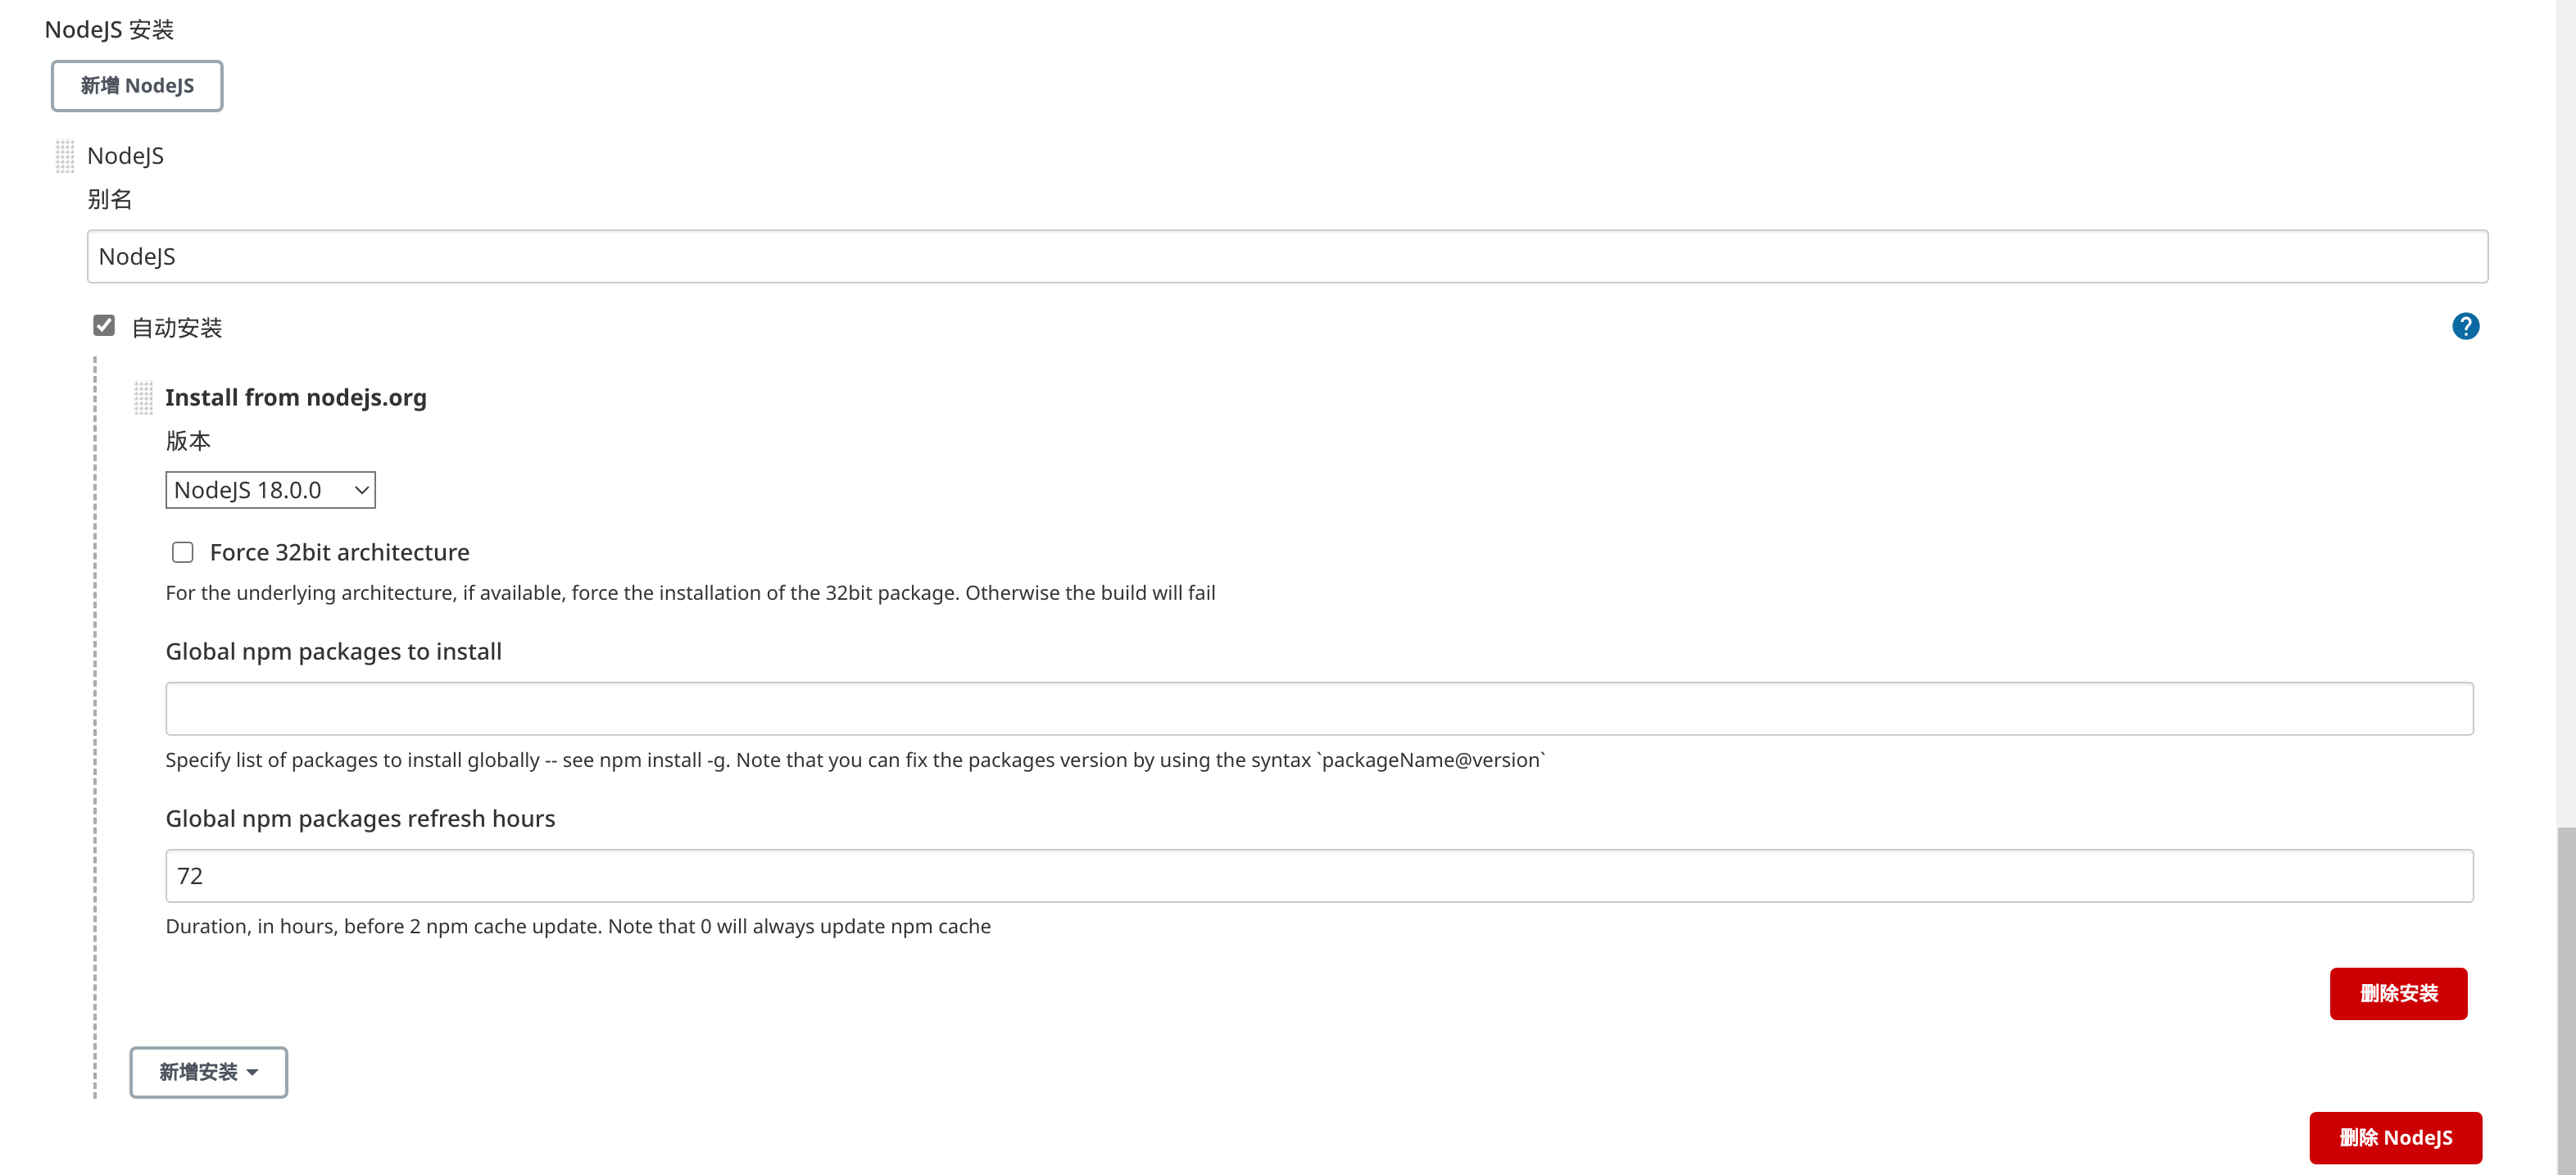 NodeJS 安装
新增 NodeJS
NodeJS
别名
NodeJS
自动安装
?
Install from nodejs.org
版本
NodeJS 18.0.0
Force 32bit architecture
For the underlying architecture, if available, force the installation of the 32bit package. Otherwise the build will fail
Global npm packages to install
Specify list of packages to install globally -- see npm install -g. Note that you can fix the packages version by using the syntax `packageName@version`
Global npm packages refresh hours
72
Duration, in hours, before 2 npm cache update. Note that 0 will always update npm cache
删除安装
新增安装
删除 NodeJS